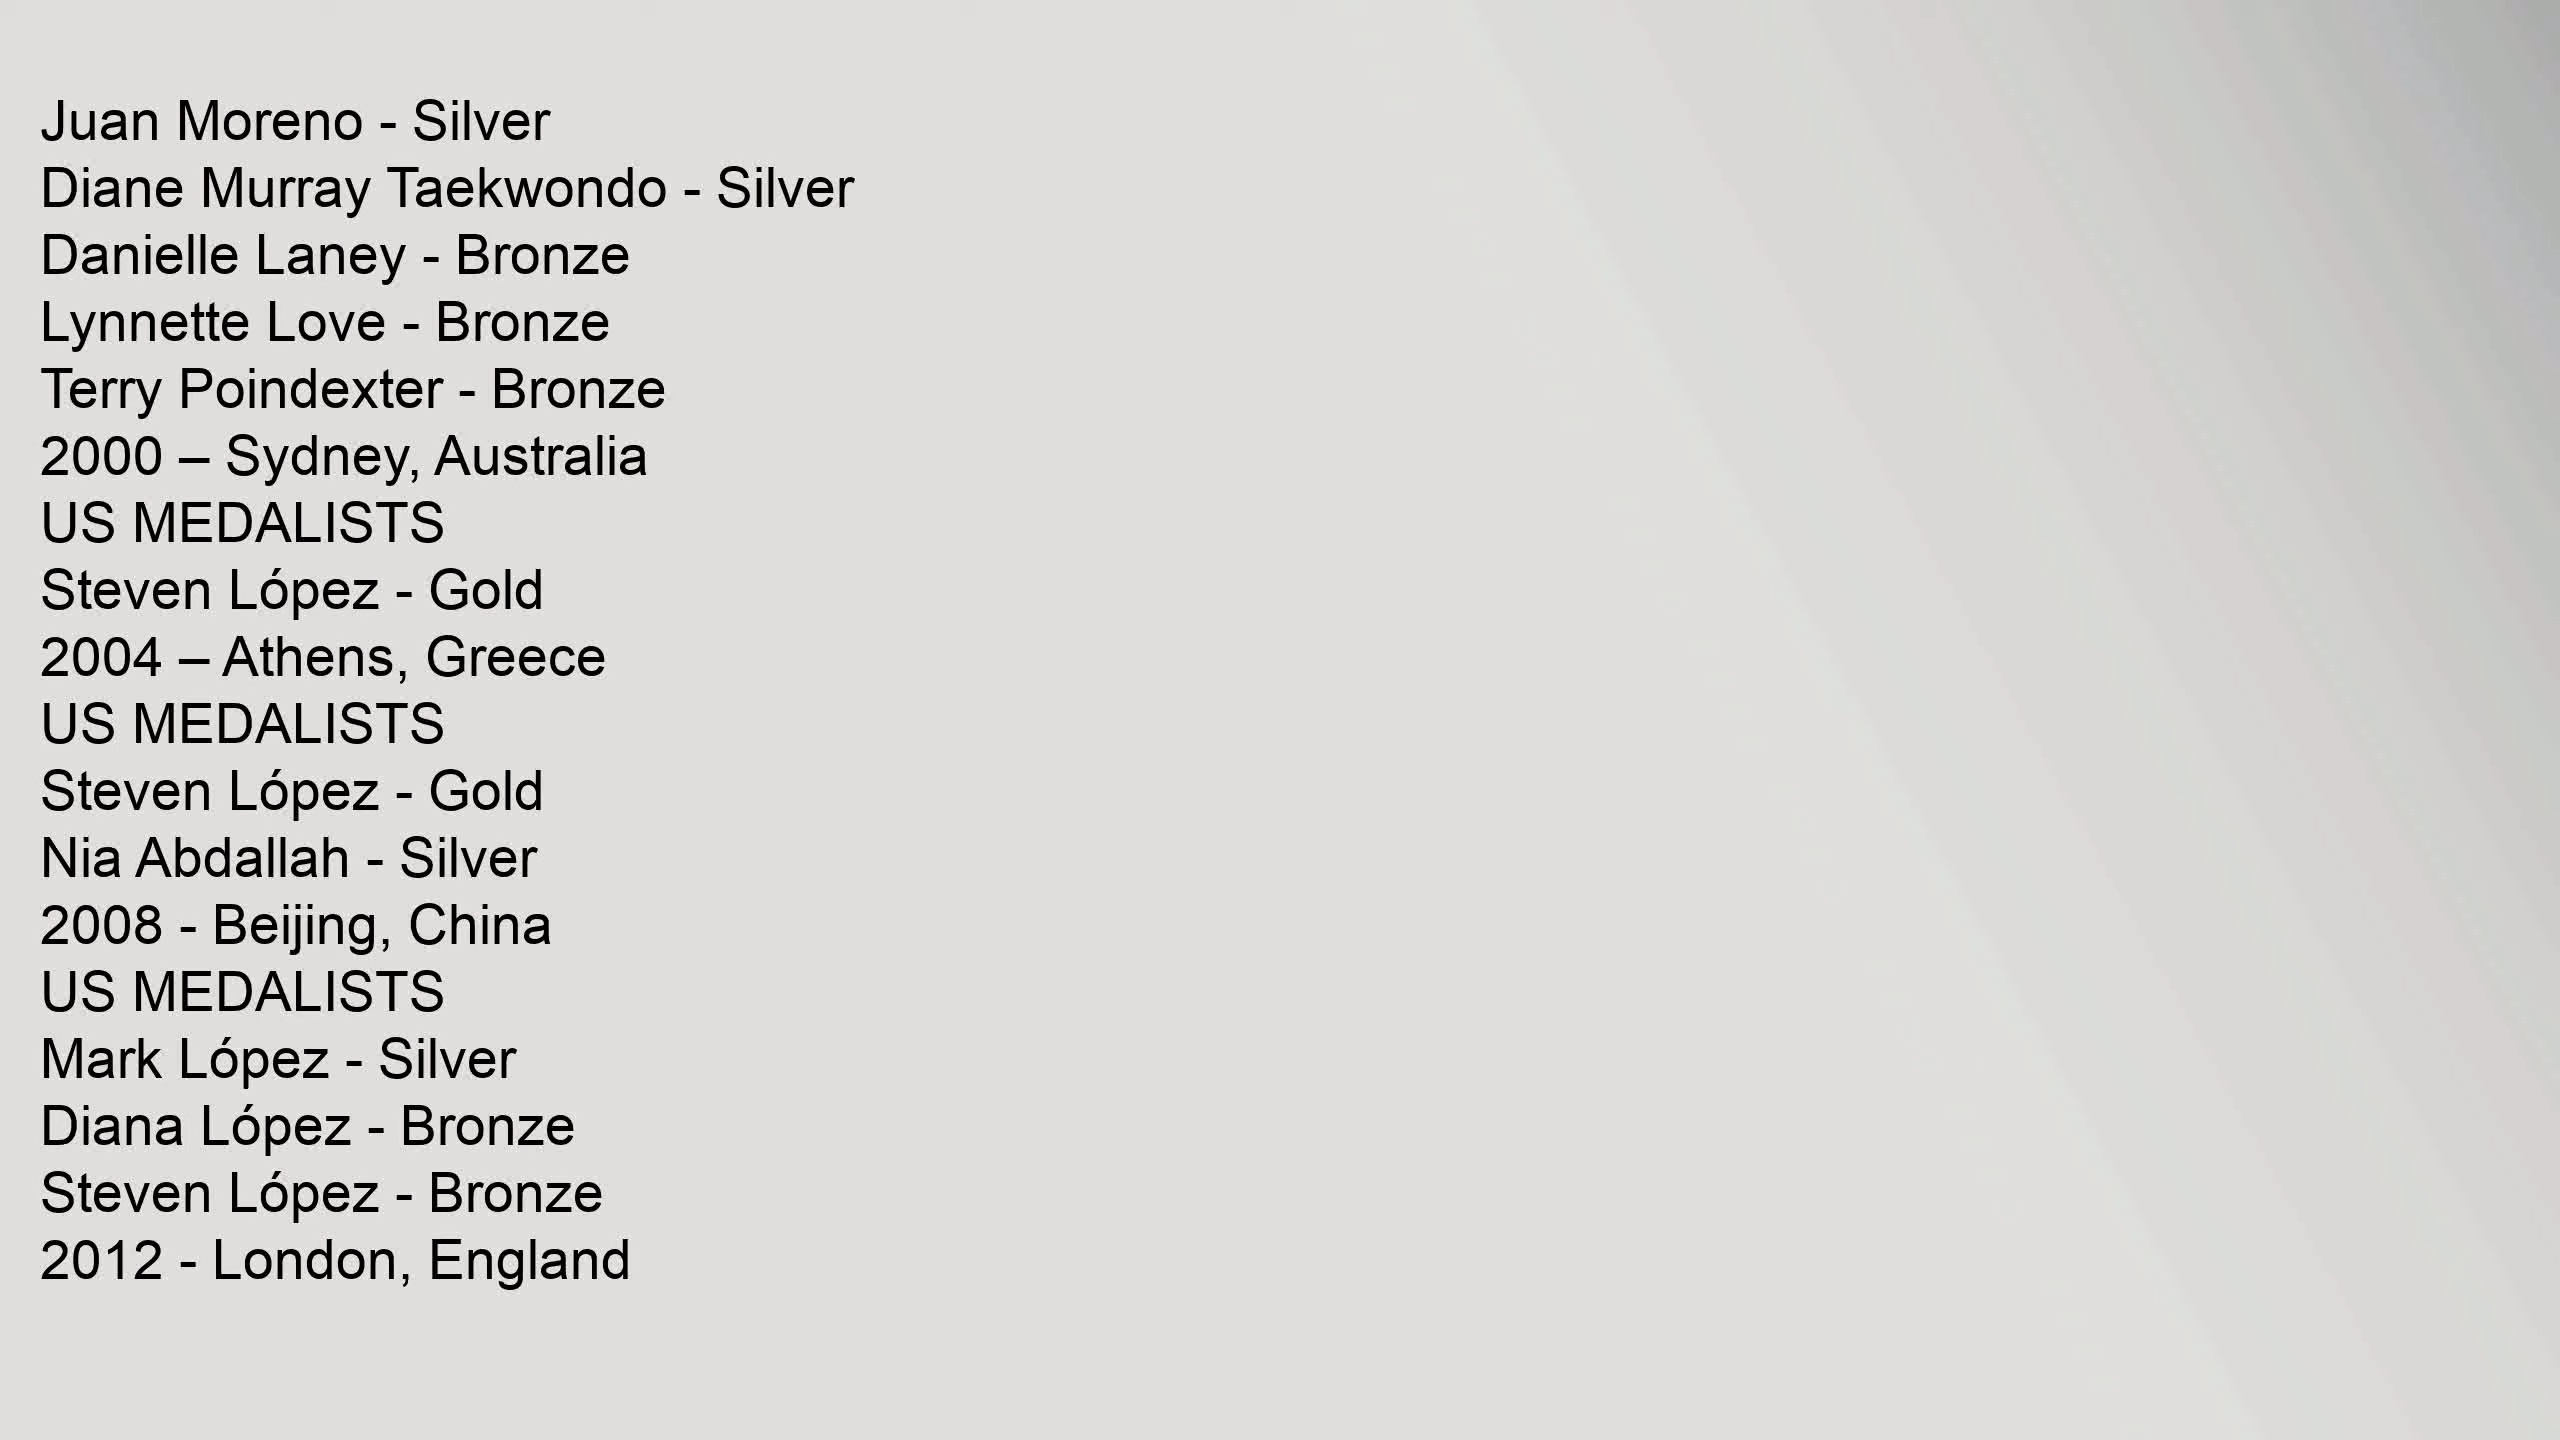 Juan Moreno - Silver
Diane Murray Taekwondo - Silver
Danielle Laney - Bronze
Lynnette Love - Bronze
Terry Poindexter - Bronze
2000 – Sydney, Australia
US MEDALISTS
Steven López - Gold
2004 – Athens, Greece
US MEDALISTS
Steven López - Gold
Nia Abdallah - Silver
2008 - Beijing, China
US MEDALISTS
Mark López - Silver
Diana López - Bronze
Steven López - Bronze
2012 - London, England